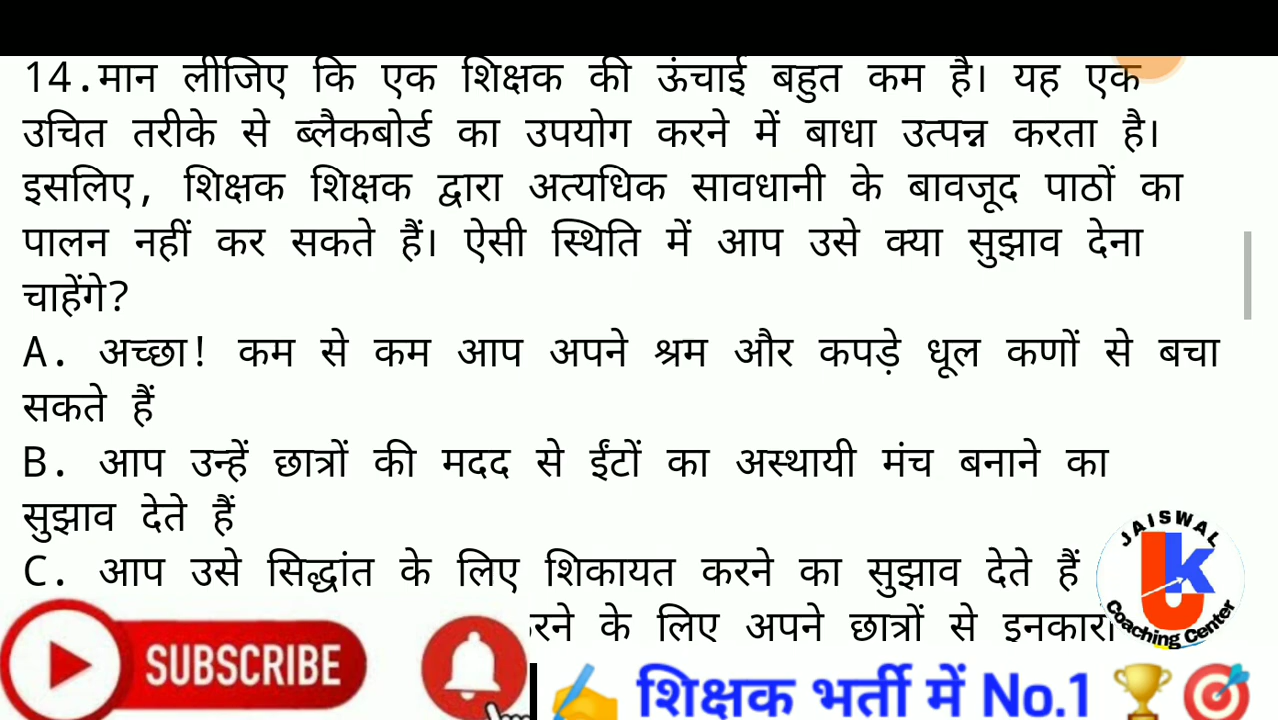 14.मान लीजिए कि एक शिक्षक की ऊंचाई बहुत कम है। यह एक
उचित तरीके से ब्लैकबोर्ड का उपयोग करने में बाधा उत्पन्न करता है।
इसलिए, शिक्षक शिक्षक द्वारा अत्यधिक सावधानी के बावजूद पाठों का
पालन नहीं कर सकते हैं। ऐसी स्थिति में आप उसे क्या सुझाव देना
चाहेंगे?
A. अच्छा! कम से कम आप अपने श्रम और कपड़े धूल कणों से बचा
सकते हैं
B. आप उन्हें छात्रों की मदद से ईंटों का अस्थायी मंच बनाने का
सुझाव देते हैं
C. आप उसे सिद्धांत के लिए शिकायत करने का सुझाव देते हैं
के लिए अपने छात्रों से इनकार
JAISWAL
UK
Coaching Center
SUBSCRIBE
शिक्षक भर्ती में No.1